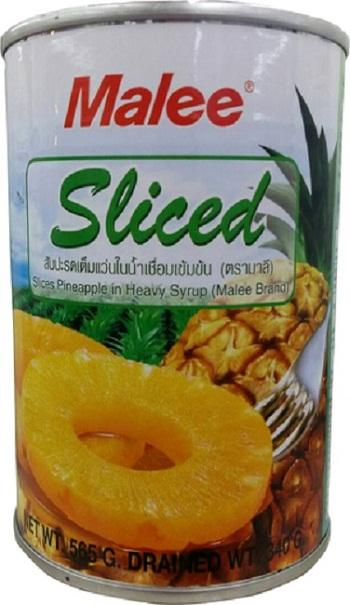 Malee®
Sliced
สับปะรดเต็มแว่นในน้ำเชื่อมเข้มข้น (ตรามาลี)
Slices Pineapple in Heavy Syrup (Malee Brand)
NET WT. 565 G. DRAINED WT. 340 G.